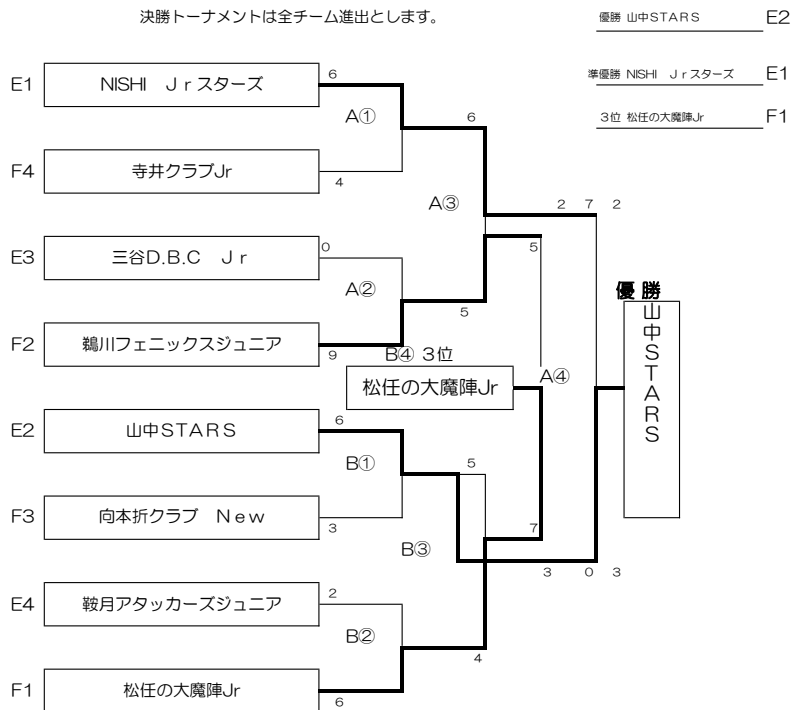 決勝トーナメントは全チーム進出とします。
優勝 山中STARS E2
準優勝 NISHI Jrスターズ E1
3位 松任の大魔陣Jr F1
E1 NISHI Jrスターズ 6
A①
6
F4 寺井クラブJr 4
A③
2 7 2
E3 三谷D.B.C Jr 0
5
A②
5
優勝
山中STARS
F2 鵜川フェニックスジュニア 9
B④ 3位
松任の大魔陣Jr
A④
E2 山中STARS 6
B①
5
F3 向本折クラブ New 3
7
B③
3 0 3
E4 鞍月アタッカーズジュニア 2
B②
4
F1 松任の大魔陣Jr 6